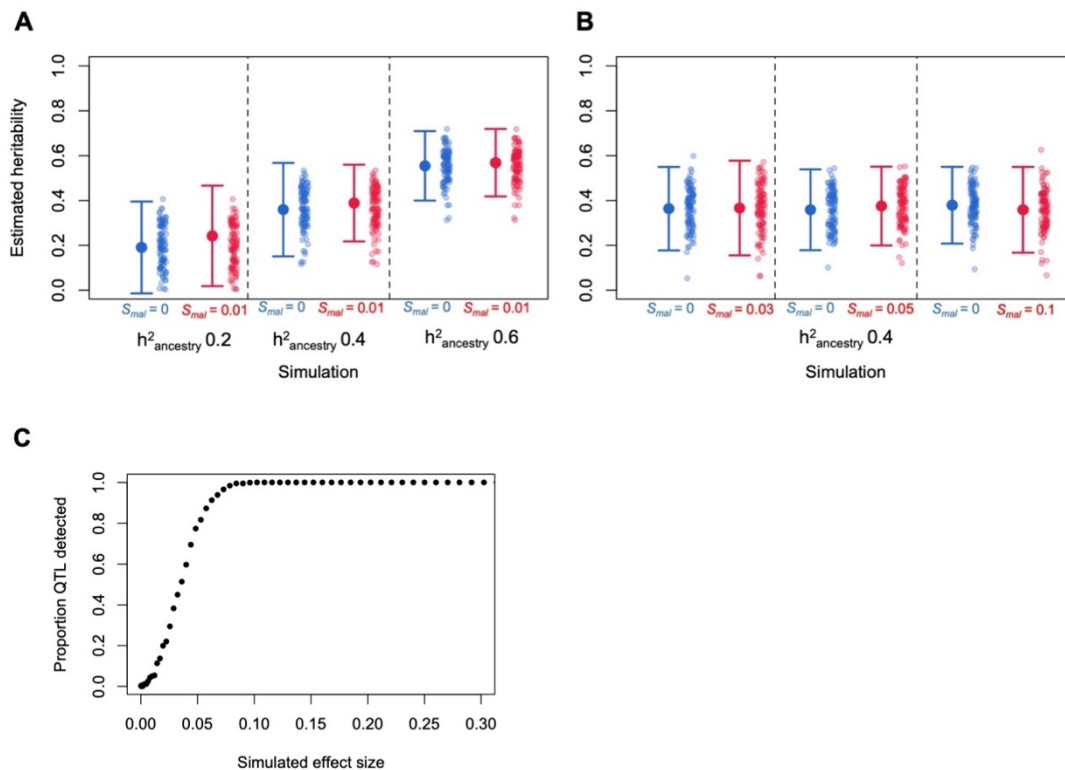 A
Estimated heritability
1.0
0.8
0.6
0.4
0.2
0.0
Smal = 0 Smal = 0.01 Smal = 0 Smal = 0.01 Smal = 0 Smal = 0.01
h²ancestry 0.2 h²ancestry 0.4 h²ancestry 0.6
Simulation
B
1.0
0.8
0.6
0.4
0.2
0.0
Smal = 0 Smal = 0.03 Smal = 0 Smal = 0.05 Smal = 0 Smal = 0.1
h²ancestry 0.4
Simulation
C
Proportion QTL detected
1.0
0.8
0.6
0.4
0.2
0.0
0.00 0.05 0.10 0.15 0.20 0.25 0.30
Simulated effect size